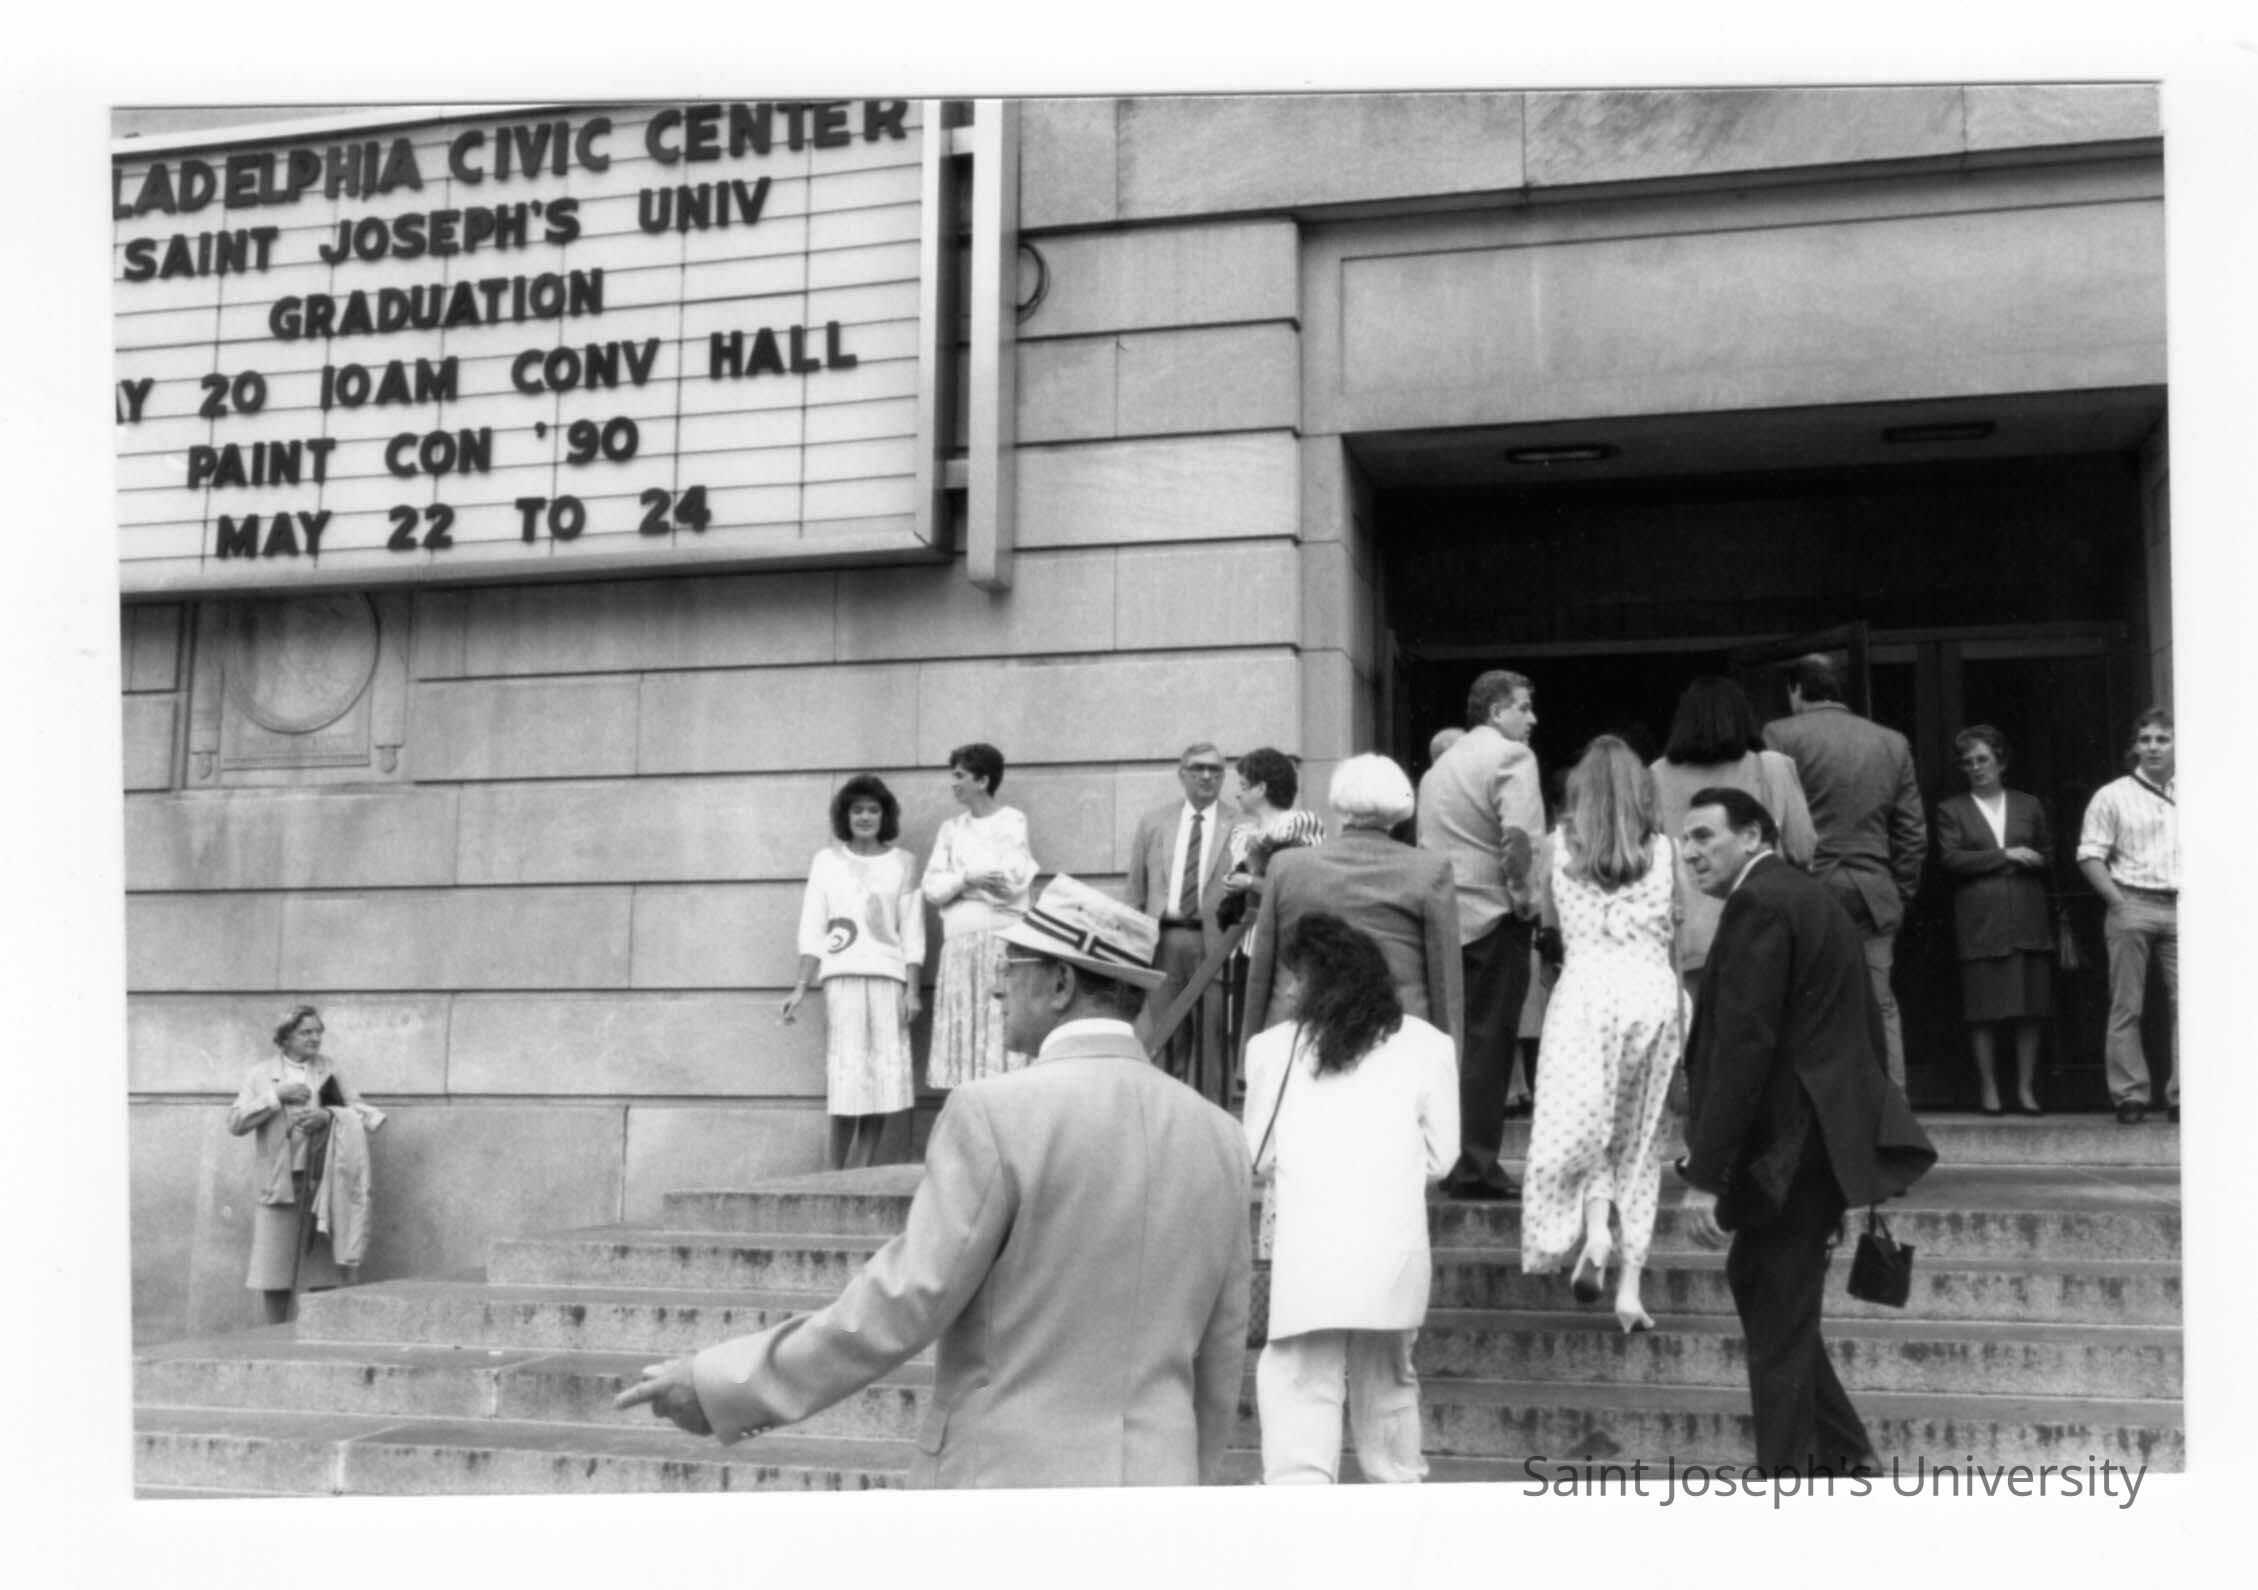 LADELPHIA CIVIC CENTER
SAINT JOSEPH'S UNIV
GRADUATION
AY 20 10AM CONV HALL
PAINT CON '90
MAY 22 TO 24
Saint Joseph's University